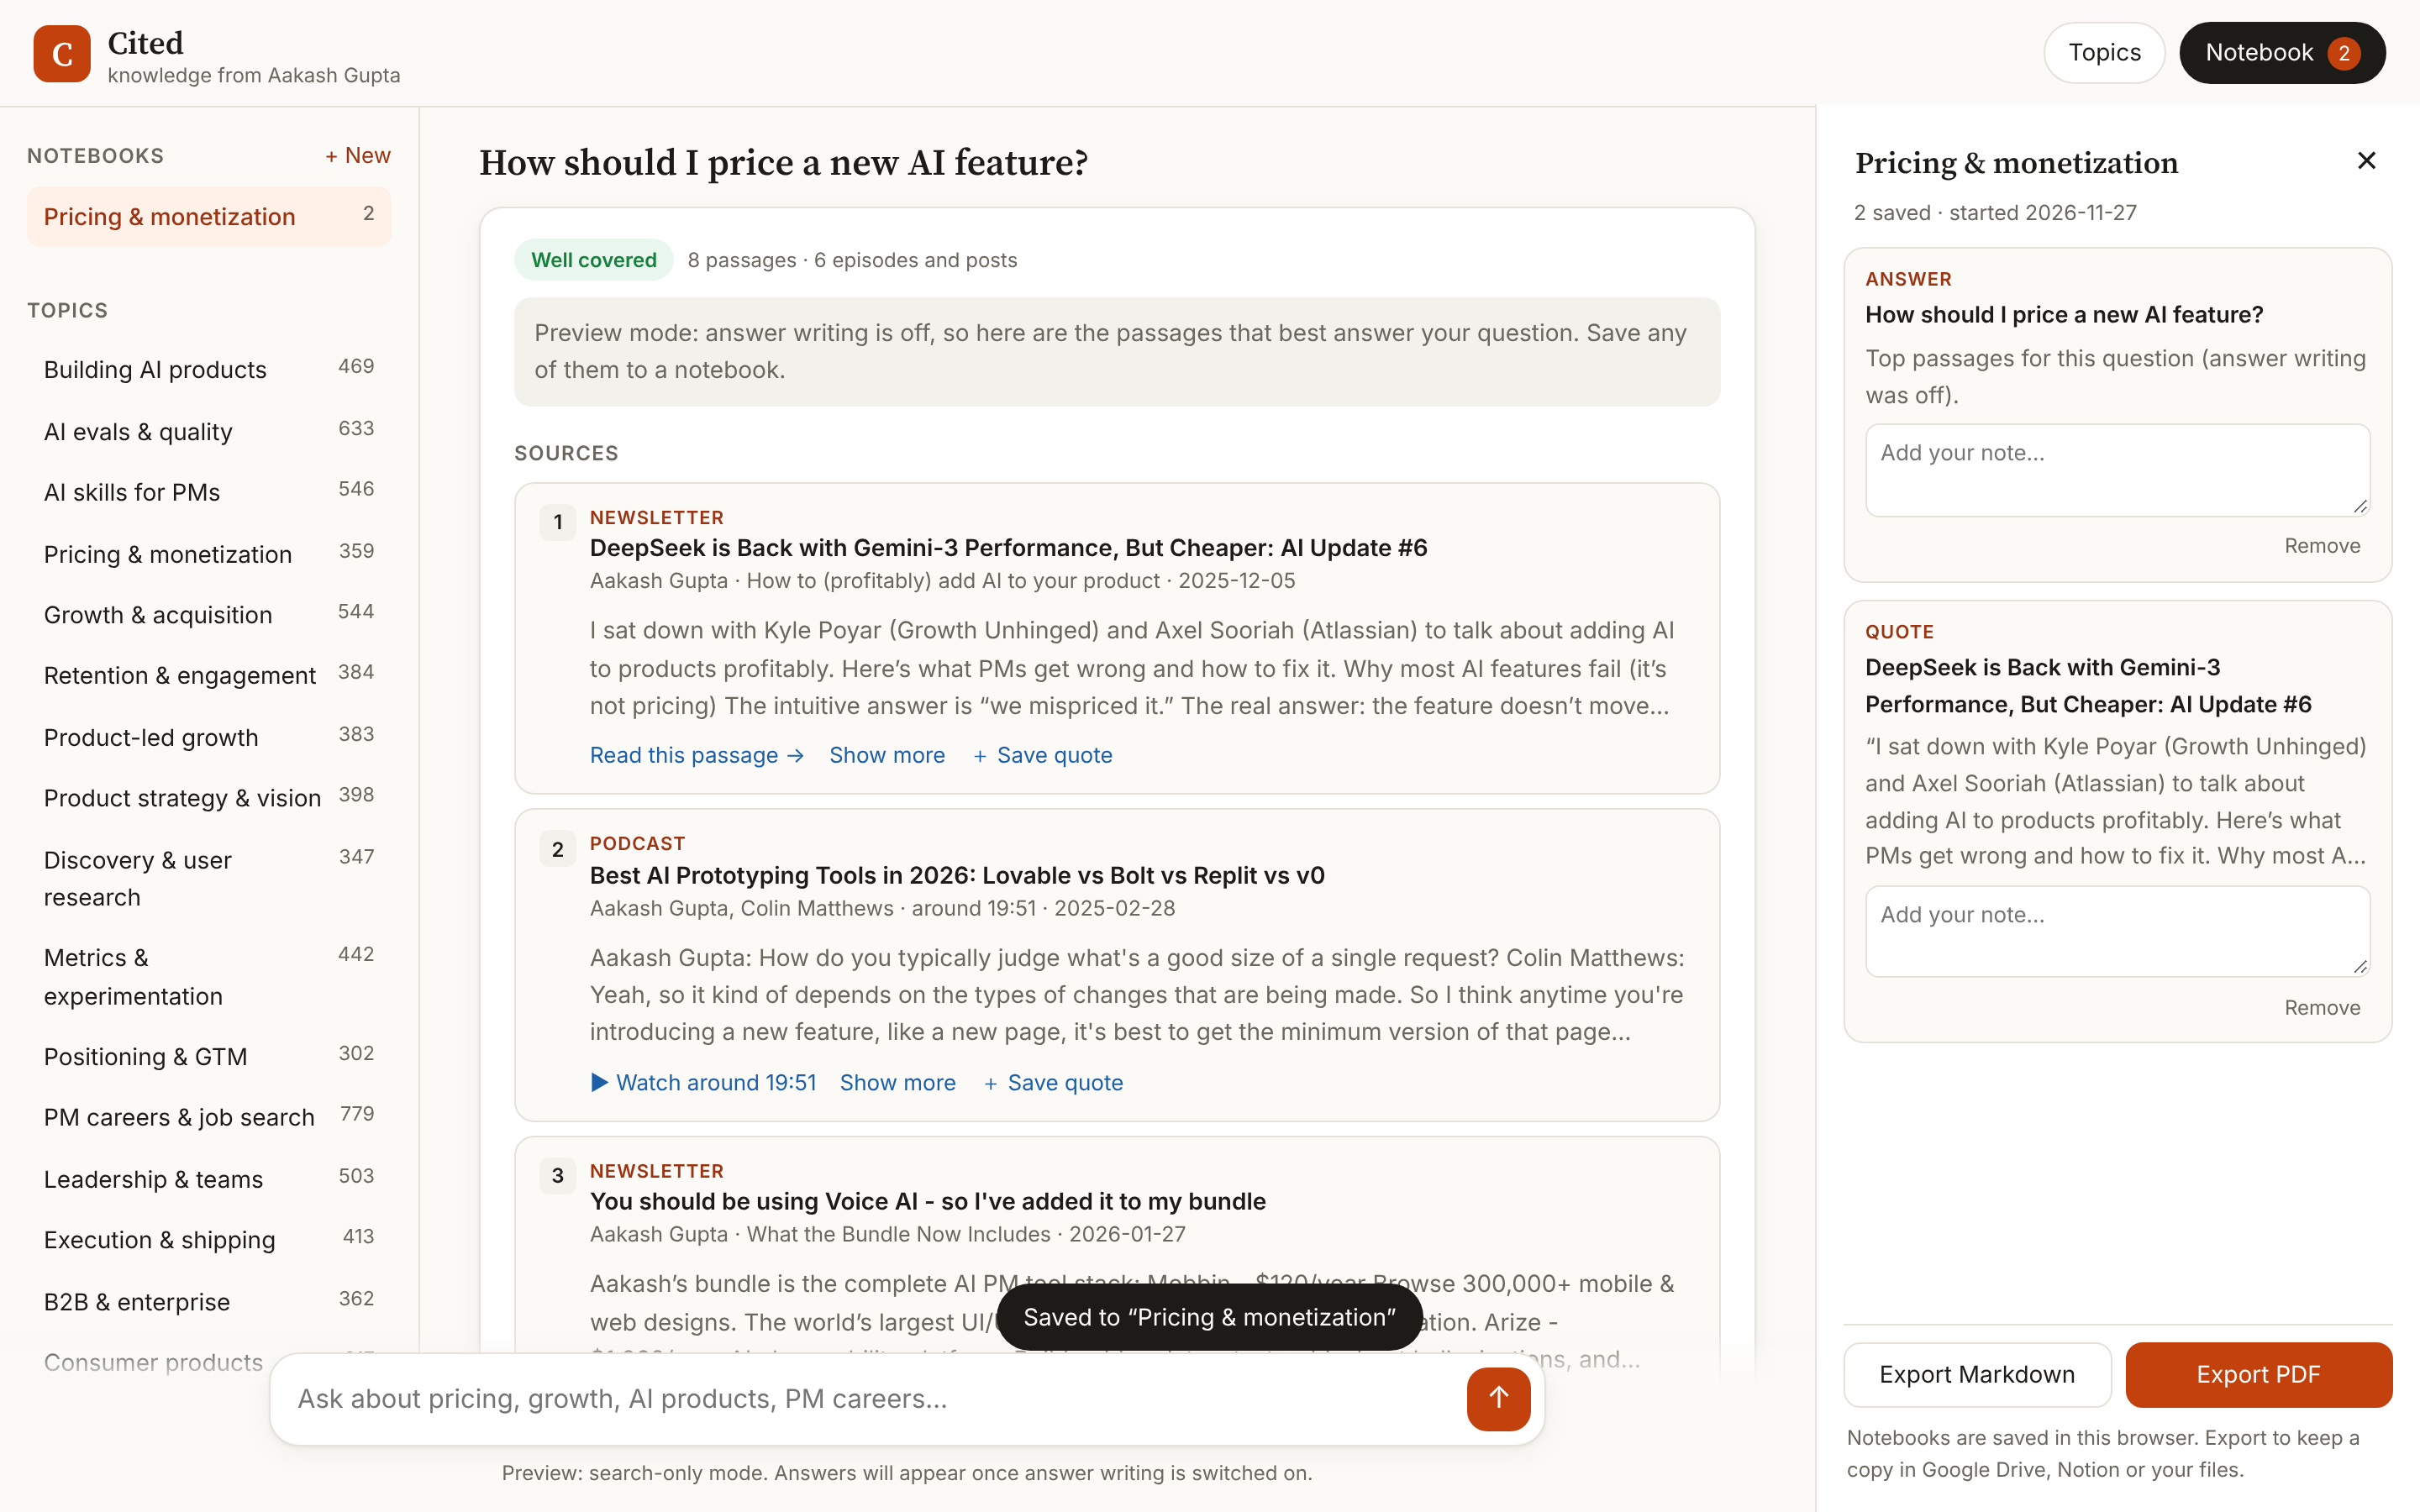 C
Cited
knowledge from Aakash Gupta
Topics
Notebook 2
NOTEBOOKS
+ New
Pricing & monetization 2
TOPICS
Building AI products 469
AI evals & quality 633
AI skills for PMs 546
Pricing & monetization 359
Growth & acquisition 544
Retention & engagement 384
Product-led growth 383
Product strategy & vision 398
Discovery & user 347
research
Metrics & 442
experimentation
Positioning & GTM 302
PM careers & job search 779
Leadership & teams 503
Execution & shipping 413
B2B & enterprise 362
Consumer products
How should I price a new AI feature?
Well covered 8 passages · 6 episodes and posts
Preview mode: answer writing is off, so here are the passages that best answer your question. Save any
of them to a notebook.
SOURCES
1 NEWSLETTER
DeepSeek is Back with Gemini-3 Performance, But Cheaper: AI Update #6
Aakash Gupta · How to (profitably) add AI to your product · 2025-12-05
I sat down with Kyle Poyar (Growth Unhinged) and Axel Sooriah (Atlassian) to talk about adding AI
to products profitably. Here’s what PMs get wrong and how to fix it. Why most AI features fail (it’s
not pricing) The intuitive answer is “we mispriced it.” The real answer: the feature doesn’t move...
Read this passage → Show more + Save quote
2 PODCAST
Best AI Prototyping Tools in 2026: Lovable vs Bolt vs Replit vs v0
Aakash Gupta, Colin Matthews · around 19:51 · 2025-02-28
Aakash Gupta: How do you typically judge what's a good size of a single request? Colin Matthews:
Yeah, so it kind of depends on the types of changes that are being made. So I think anytime you're
introducing a new feature, like a new page, it's best to get the minimum version of that page...
▶ Watch around 19:51 Show more + Save quote
3 NEWSLETTER
You should be using Voice AI - so I've added it to my bundle
Aakash Gupta · What the Bundle Now Includes · 2026-01-27
Aakash’s bundle is the complete AI PM tool stack: Mobbin - $120/year Browse 300,000+ mobile &
web designs. The world’s largest Arize -
and...
Saved to “Pricing & monetization”
Ask about pricing, growth, AI products, PM careers...
↑
Preview: search-only mode. Answers will appear once answer writing is switched on.
Pricing & monetization ✕
2 saved · started 2026-11-27
ANSWER
How should I price a new AI feature?
Top passages for this question (answer writing
was off).
Add your note...
Remove
QUOTE
DeepSeek is Back with Gemini-3
Performance, But Cheaper: AI Update #6
“I sat down with Kyle Poyar (Growth Unhinged)
and Axel Sooriah (Atlassian) to talk about
adding AI to products profitably. Here’s what
PMs get wrong and how to fix it. Why most A...
Add your note...
Remove
Export Markdown
Export PDF
Notebooks are saved in this browser. Export to keep a
copy in Google Drive, Notion or your files.